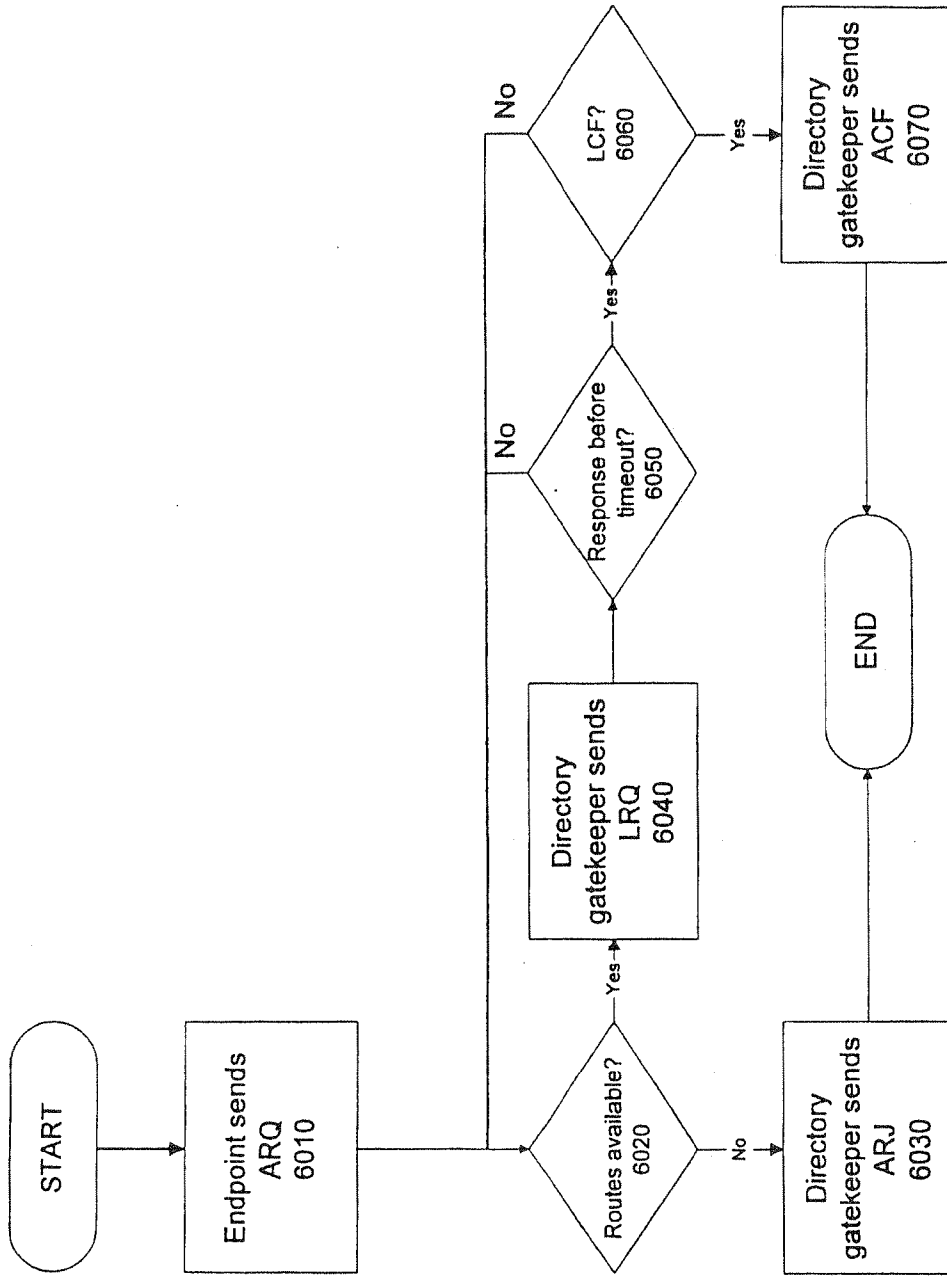 START
Endpoint sends
ARQ
6010
Routes available?
6020
No
Directory
gatekeeper sends
ARJ
6030
Yes
Directory
gatekeeper sends
LRQ
6040
Response before
timeout?
6050
No
Yes
LCF?
6060
No
Yes
Directory
gatekeeper sends
ACF
6070
END